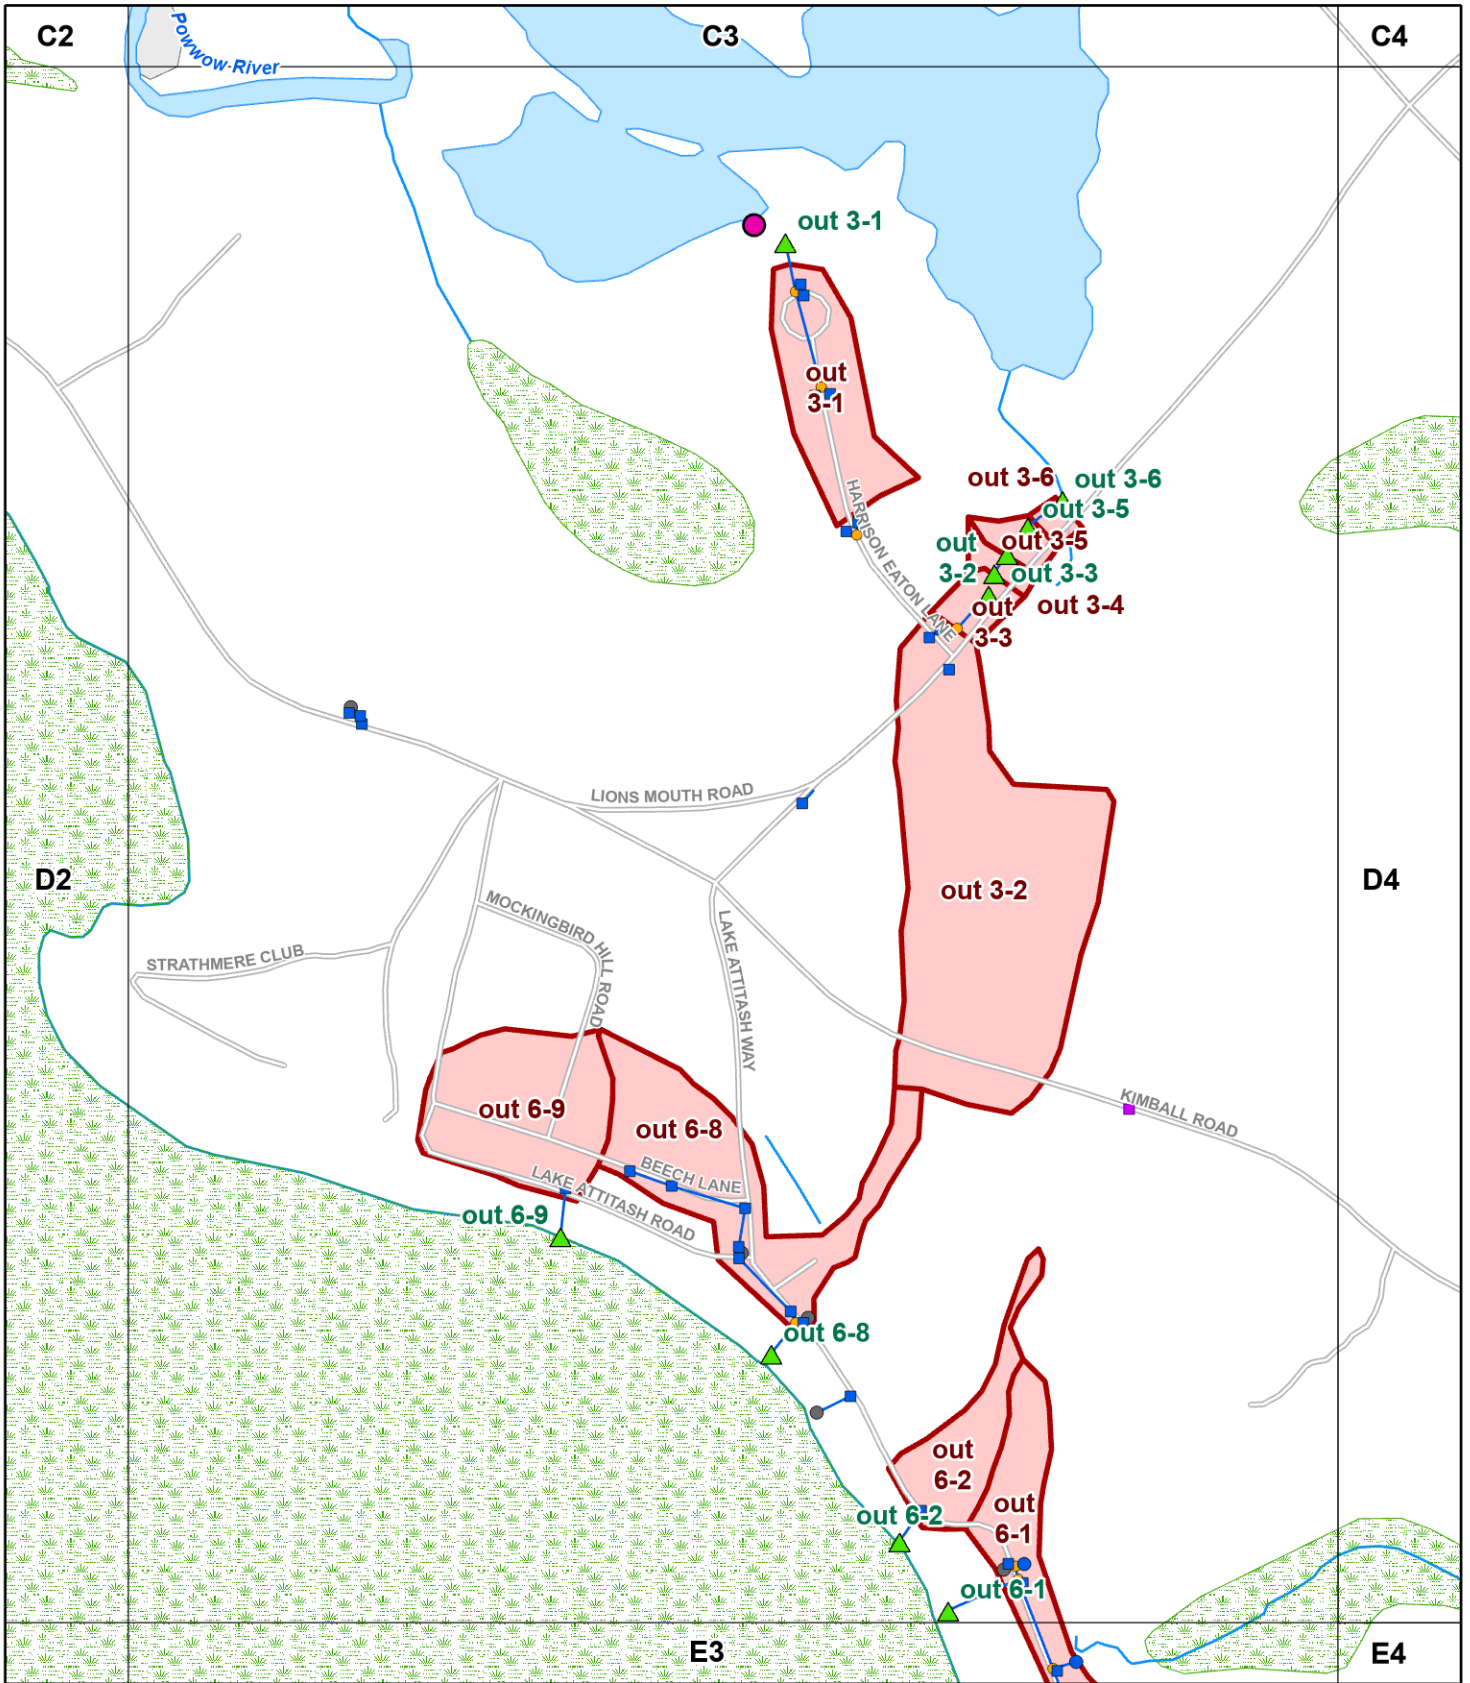 C2
C3
C4
Powwow River
out 3-1
out
3-1
HARRISON EATON LANE
out 3-6
out 3-6
out 3-5
out 3-5
out
3-2
out 3-3
out 3-4
out
3-3
LIONS MOUTH ROAD
D2
out 3-2
D4
MOCKINGBIRD HILL ROAD
LAKE ATTITASH WAY
STRATHMERE CLUB
out 6-9
out 6-8
KIMBALL ROAD
BEECH LANE
LAKE ATTITASH ROAD
out 6-9
out 6-8
out
6-2
out
6-1
out 6-2
out 6-1
E3
E4